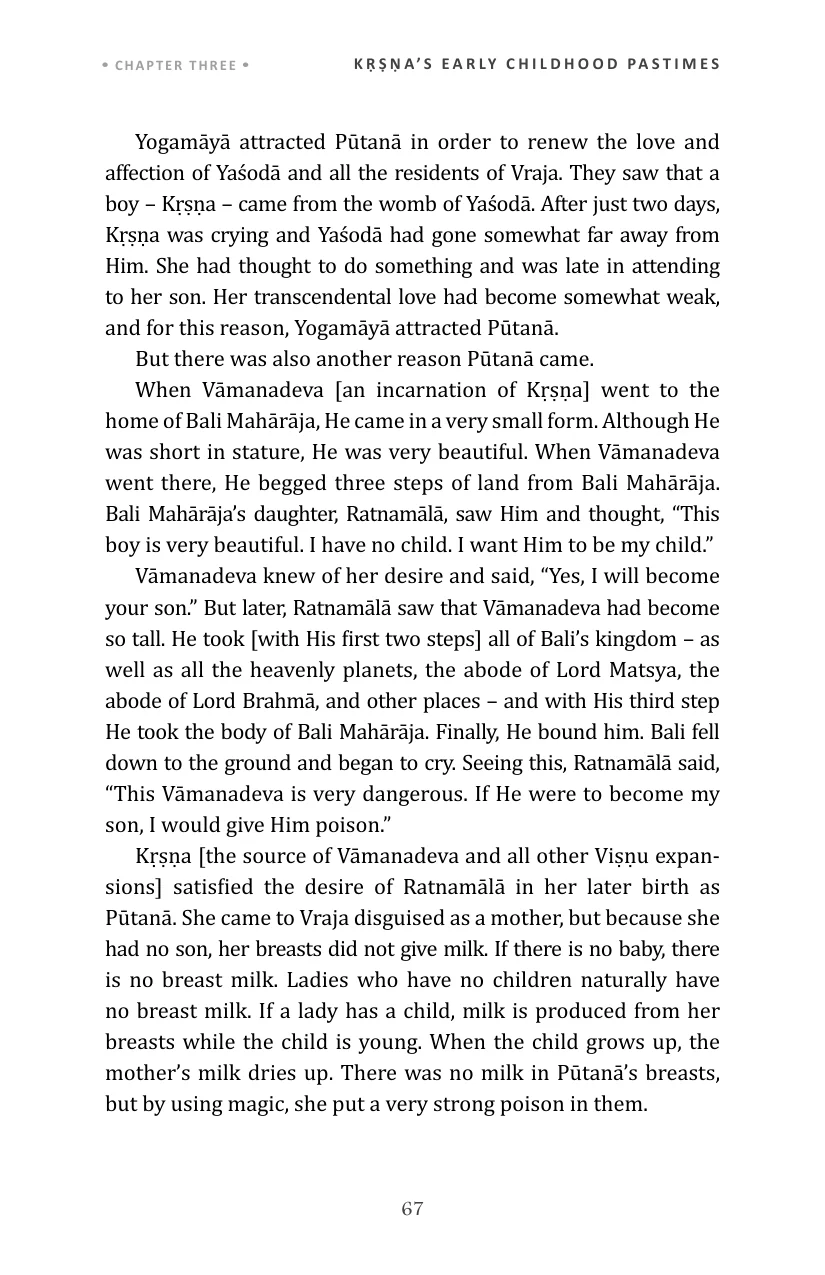 • CHAPTER THREE •
KṚṢṆA’S EARLY CHILDHOOD PASTIMES
Yogamāyā attracted Pūtanā in order to renew the love and
affection of Yaśodā and all the residents of Vraja. They saw that a
boy – Kṛṣṇa – came from the womb of Yaśodā. After just two days,
Kṛṣṇa was crying and Yaśodā had gone somewhat far away from
Him. She had thought to do something and was late in attending
to her son. Her transcendental love had become somewhat weak,
and for this reason, Yogamāyā attracted Pūtanā.
But there was also another reason Pūtanā came.
When Vāmanadeva [an incarnation of Kṛṣṇa] went to the
home of Bali Mahārāja, He came in a very small form. Although He
was short in stature, He was very beautiful. When Vāmanadeva
went there, He begged three steps of land from Bali Mahārāja.
Bali Mahārāja’s daughter, Ratnamālā, saw Him and thought, “This
boy is very beautiful. I have no child. I want Him to be my child.”
Vāmanadeva knew of her desire and said, “Yes, I will become
your son.” But later, Ratnamālā saw that Vāmanadeva had become
so tall. He took [with His first two steps] all of Bali’s kingdom – as
well as all the heavenly planets, the abode of Lord Matsya, the
abode of Lord Brahmā, and other places – and with His third step
He took the body of Bali Mahārāja. Finally, He bound him. Bali fell
down to the ground and began to cry. Seeing this, Ratnamālā said,
“This Vāmanadeva is very dangerous. If He were to become my
son, I would give Him poison.”
Kṛṣṇa [the source of Vāmanadeva and all other Viṣṇu expan-
sions] satisfied the desire of Ratnamālā in her later birth as
Pūtanā. She came to Vraja disguised as a mother, but because she
had no son, her breasts did not give milk. If there is no baby, there
is no breast milk. Ladies who have no children naturally have
no breast milk. If a lady has a child, milk is produced from her
breasts while the child is young. When the child grows up, the
mother’s milk dries up. There was no milk in Pūtanā’s breasts,
but by using magic, she put a very strong poison in them.
67